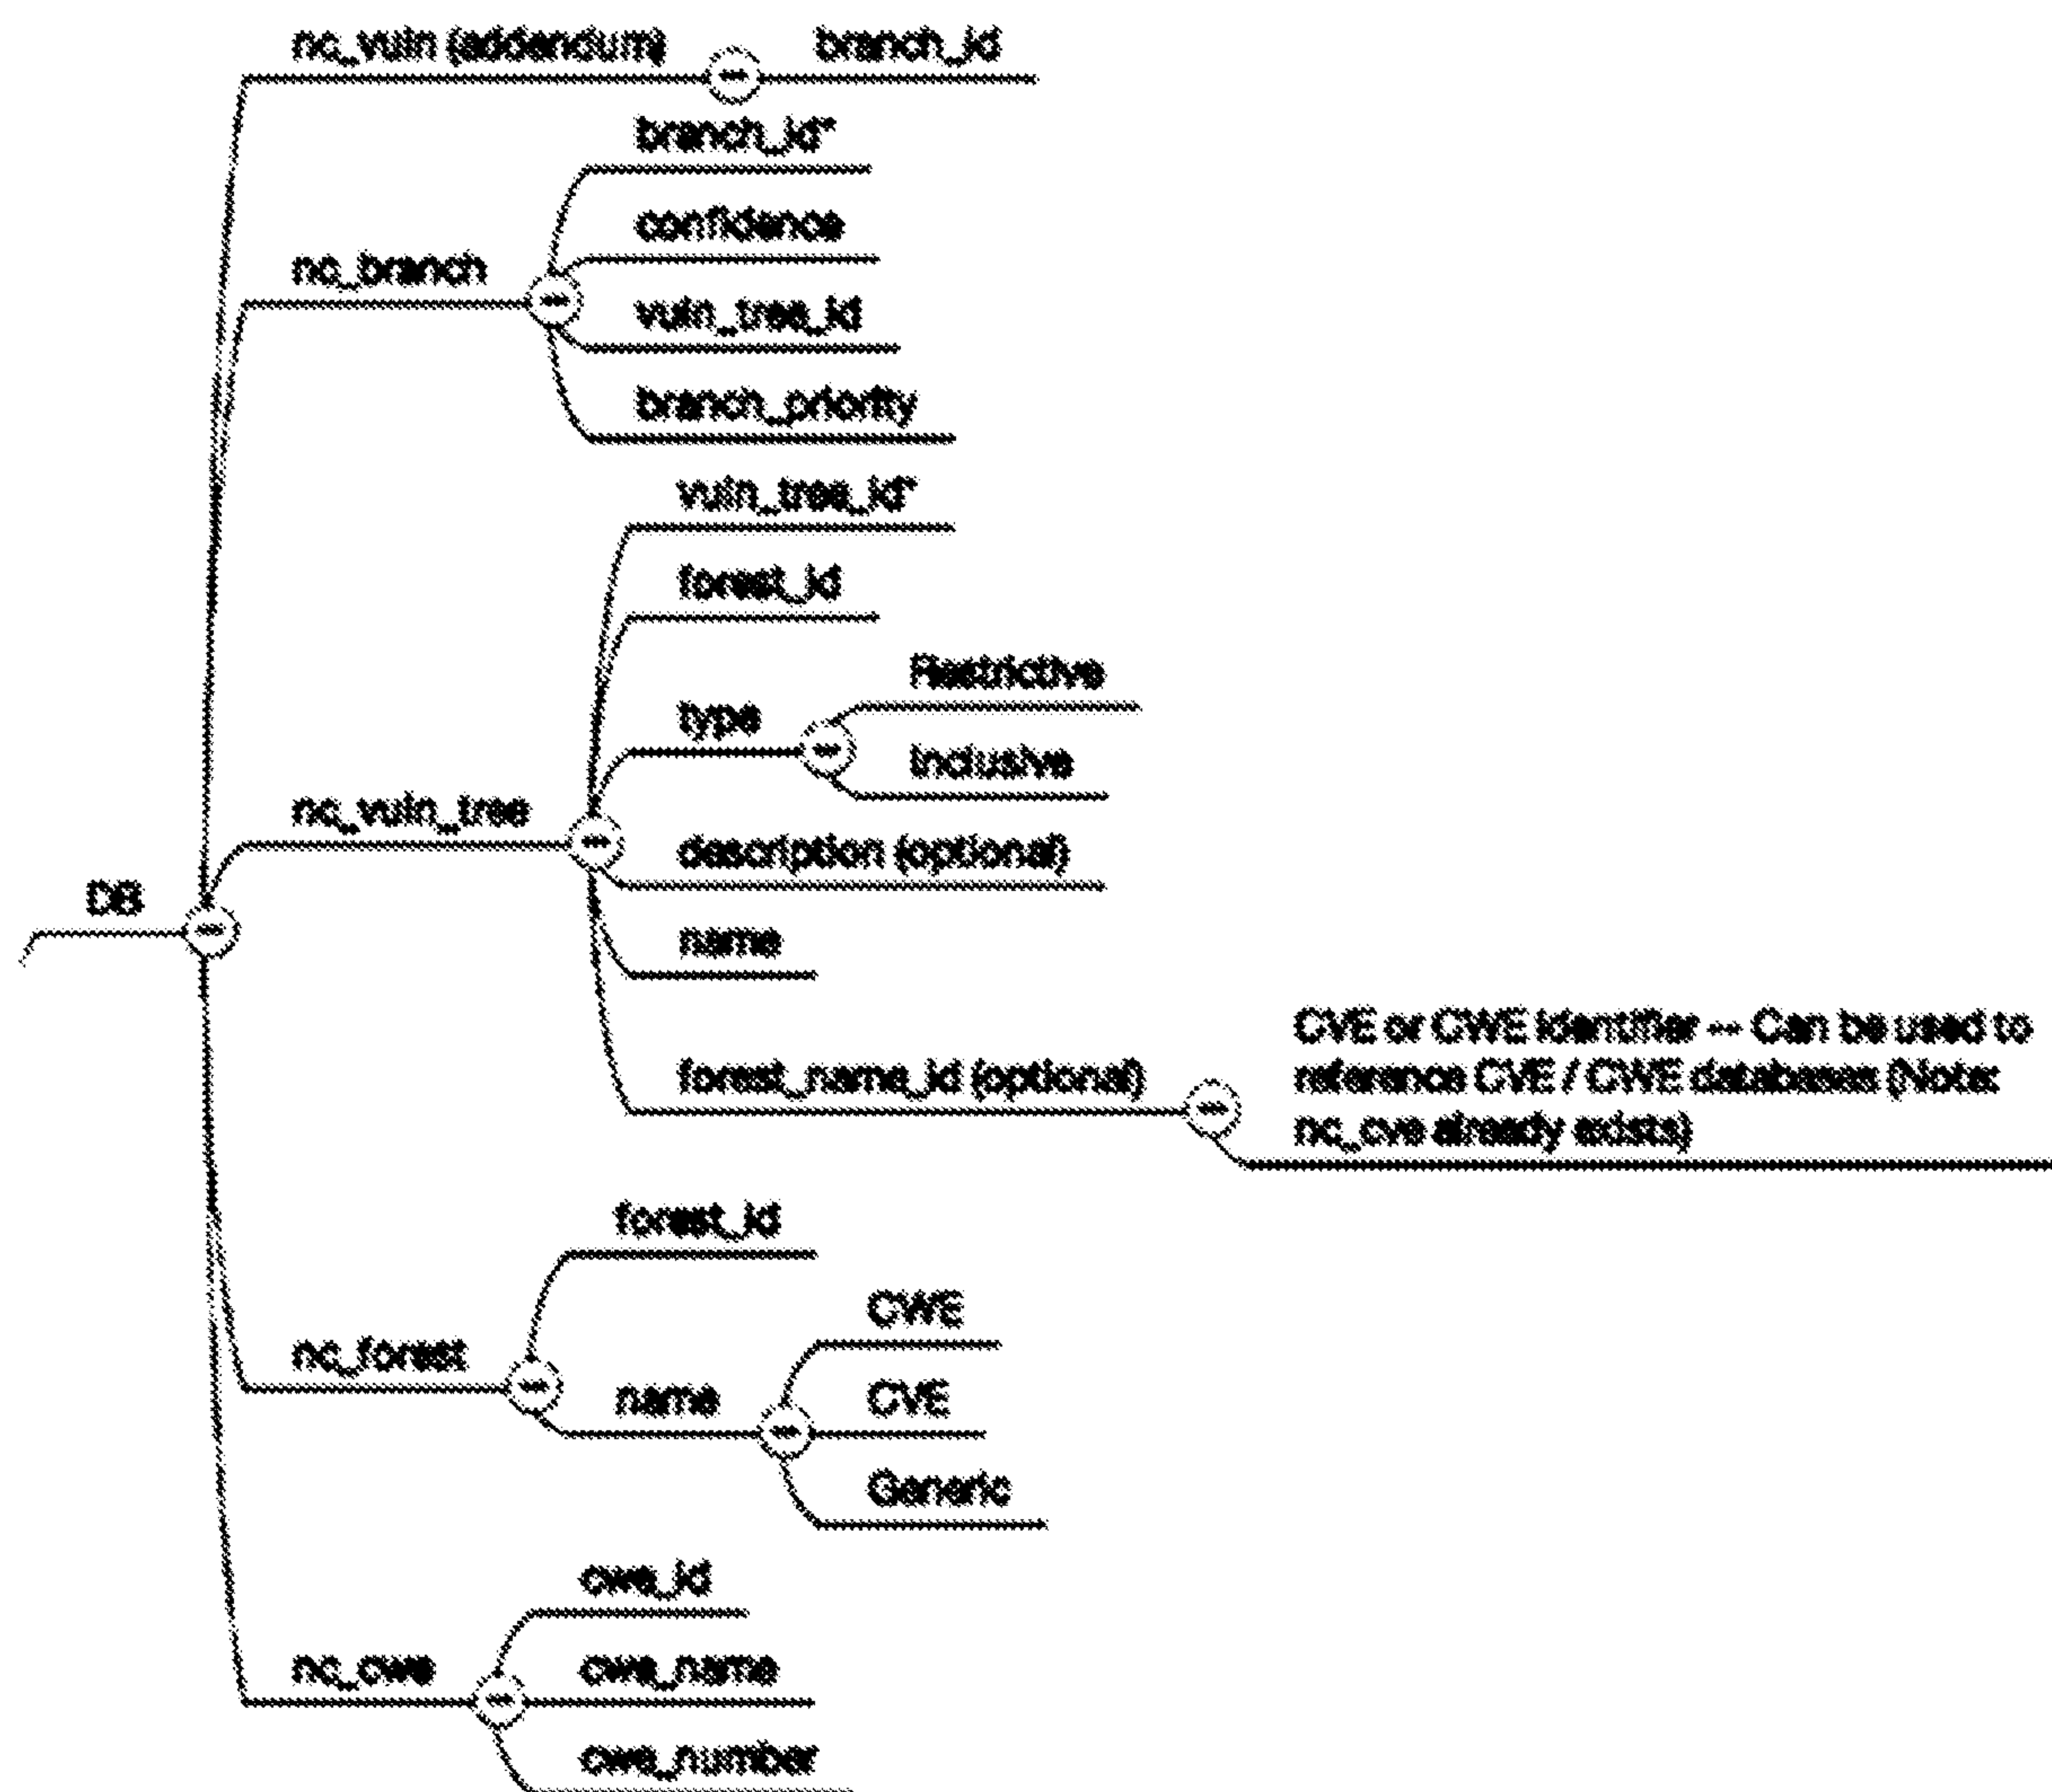 nc_vuln (addendum)
branch_id
branch_id*
confidence
nc_branch
vuln_tree_id
branch_priority
vuln_tree_id*
forest_id
Restrictive
type
Inclusive
nc_vuln_tree
description (optional)
DB
name
CVE or CWE Identifier -- Can be used to
reference CVE / CWE databases (Note:
nc_cve already exists)
forest_name_id (optional)
forest_id
CWE
nc_forest
name
CVE
Generic
cwe_id
nc_cwe
cwe_name
cwe_number